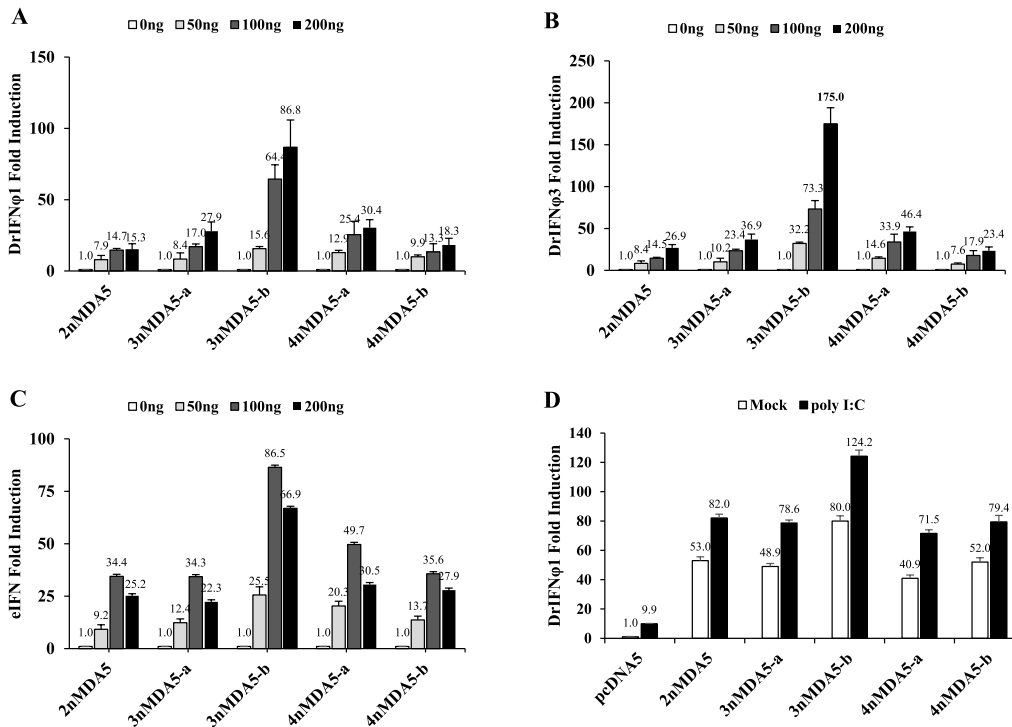 A
0ng 50ng 100ng 200ng
DrIFNφ1 Fold Induction
150
100
50
0
1.0 7.9 14.7 15.3
1.0 8.4 17.0 27.9
1.0 15.6 64.4 86.8
1.0 12.9 25.4 30.4
1.0 9.9 13.3 18.3
2nMDA5
3nMDA5-a
3nMDA5-b
4nMDA5-a
4nMDA5-b
B
0ng 50ng 100ng 200ng
DrIFNφ3 Fold Induction
250
200
150
100
50
0
1.0 8.4 14.5 26.9
1.0 10.2 23.4 36.9
1.0 32.2 73.3 175.0
1.0 14.6 33.9 46.4
1.0 7.6 17.9 23.4
2nMDA5
3nMDA5-a
3nMDA5-b
4nMDA5-a
4nMDA5-b
C
0ng 50ng 100ng 200ng
eIFN Fold Induction
100
75
50
25
0
1.0 9.2 34.4 25.2
1.0 12.4 34.3 22.3
1.0 25.5 86.5 66.9
1.0 20.3 49.7 30.5
1.0 13.7 35.6 27.9
2nMDA5
3nMDA5-a
3nMDA5-b
4nMDA5-a
4nMDA5-b
D
Mock poly I:C
DrIFNφ1 Fold Induction
140
120
100
80
60
40
20
0
1.0 9.9
53.0 82.0
48.9 78.6
80.0 124.2
40.9 71.5
52.0 79.4
pcDNA5
2nMDA5
3nMDA5-a
3nMDA5-b
4nMDA5-a
4nMDA5-b